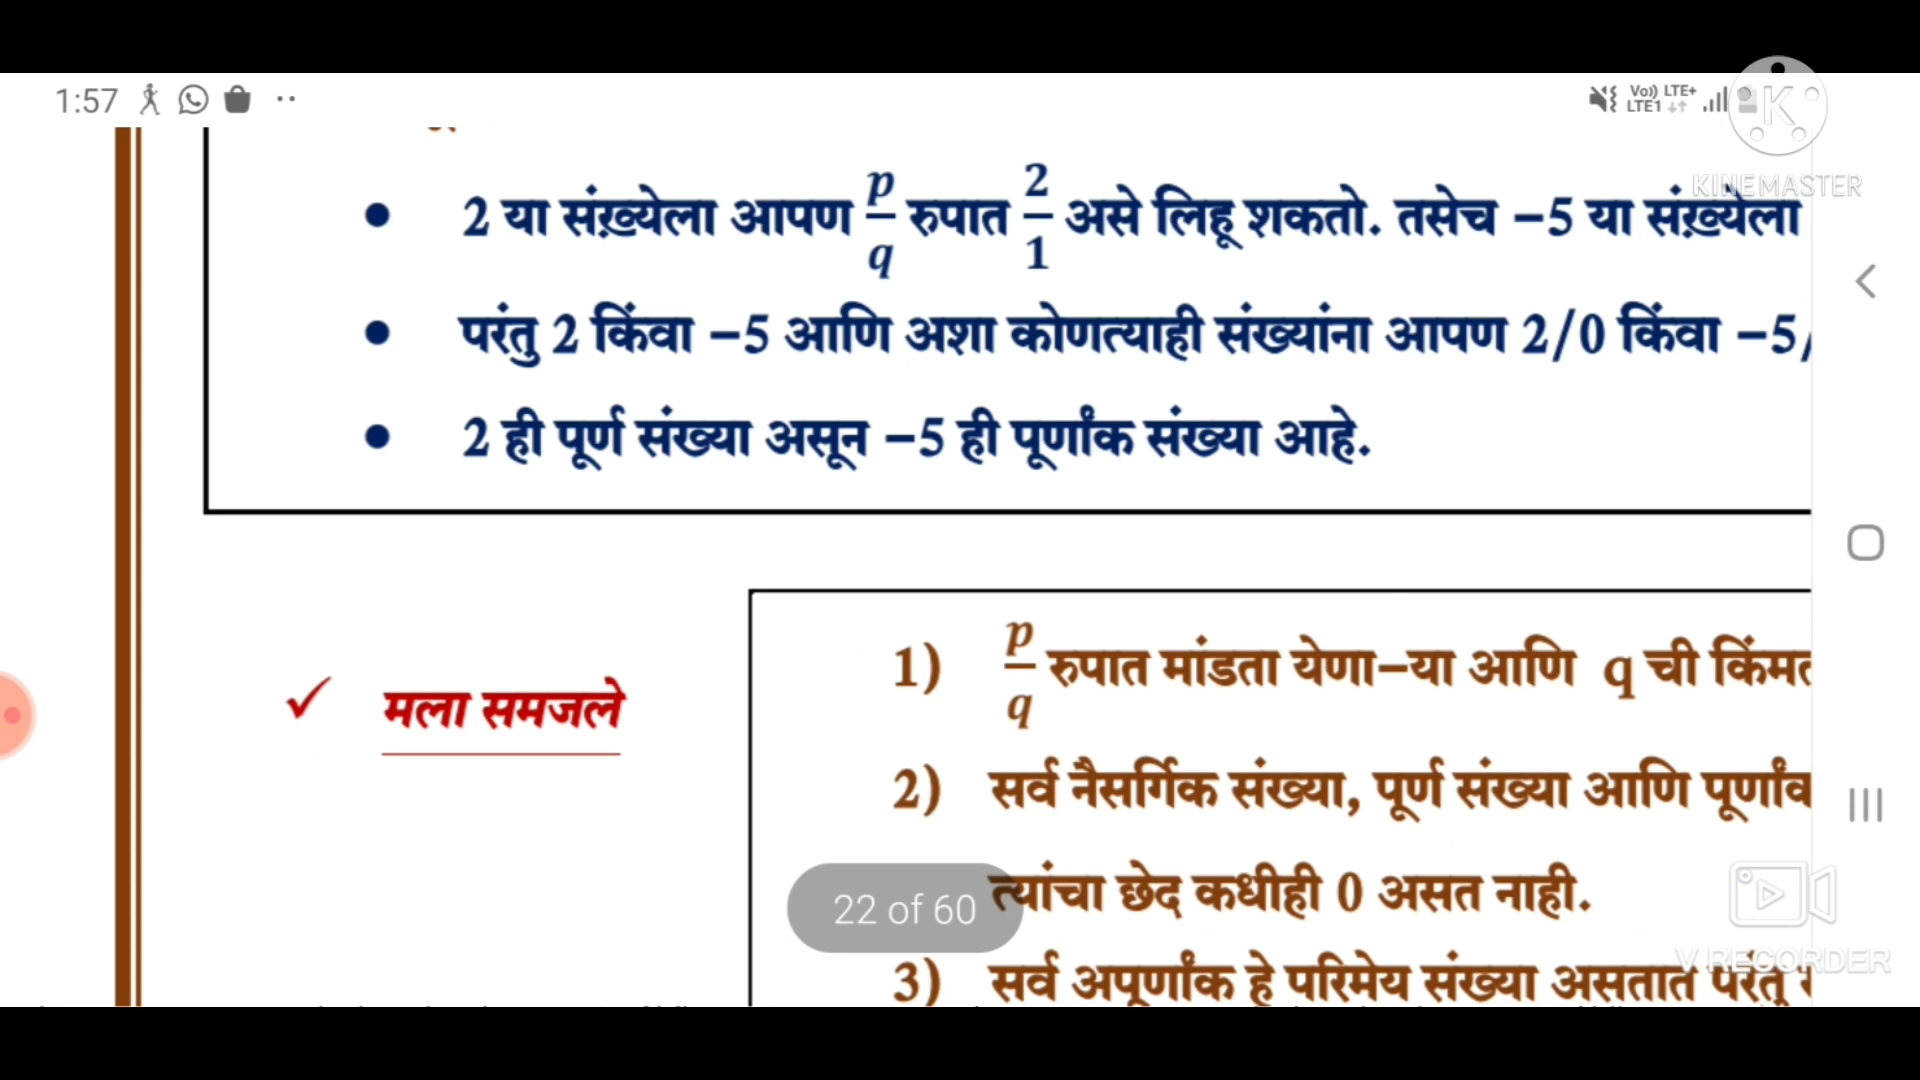 1:57
Vo)) LTE+
LTE1
KINEMASTER
2 या संख़्येला आपण p/q रुपात 2/1 असे लिहू शकतो. तसेच −5 या संख़्येला
परंतु 2 किंवा −5 आणि अशा कोणत्याही संख्यांना आपण 2/0 किंवा −5/
2 ही पूर्ण संख्या असून −5 ही पूर्णांक संख्या आहे.
1) p/q रुपात मांडता येणा−या आणि q ची किंमत
✓ मला समजले
2) सर्व नैसर्गिक संख्या, पूर्ण संख्या आणि पूर्णांक
त्यांचा छेद कधीही 0 असत नाही.
22 of 60
V RECORDER
3) सर्व अपूर्णांक हे परिमेय संख्या असतात परंतु